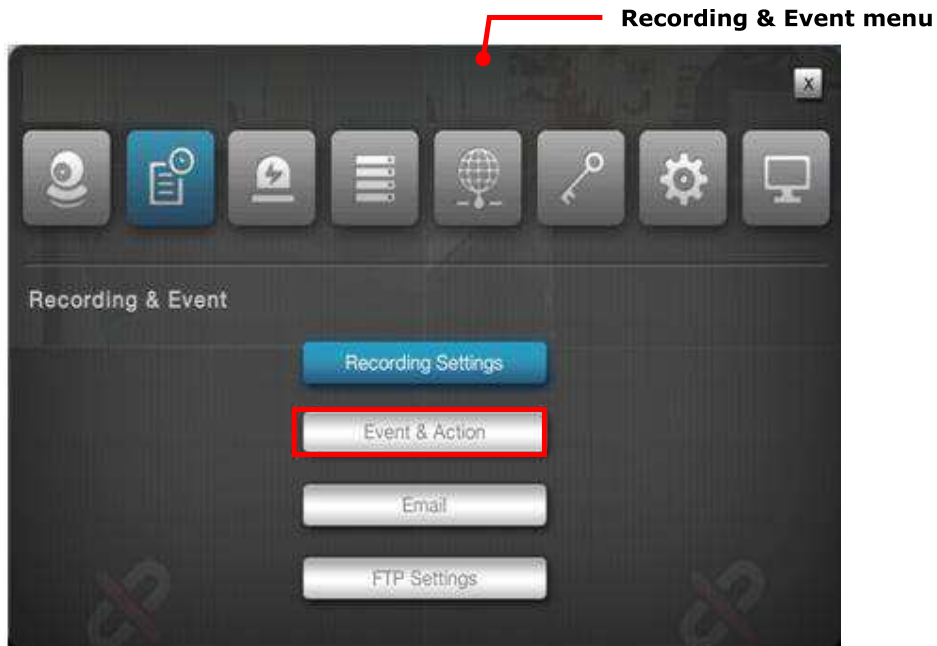 Recording & Event menu
X
Recording & Event
Recording Settings
Event & Action
Email
FTP Settings